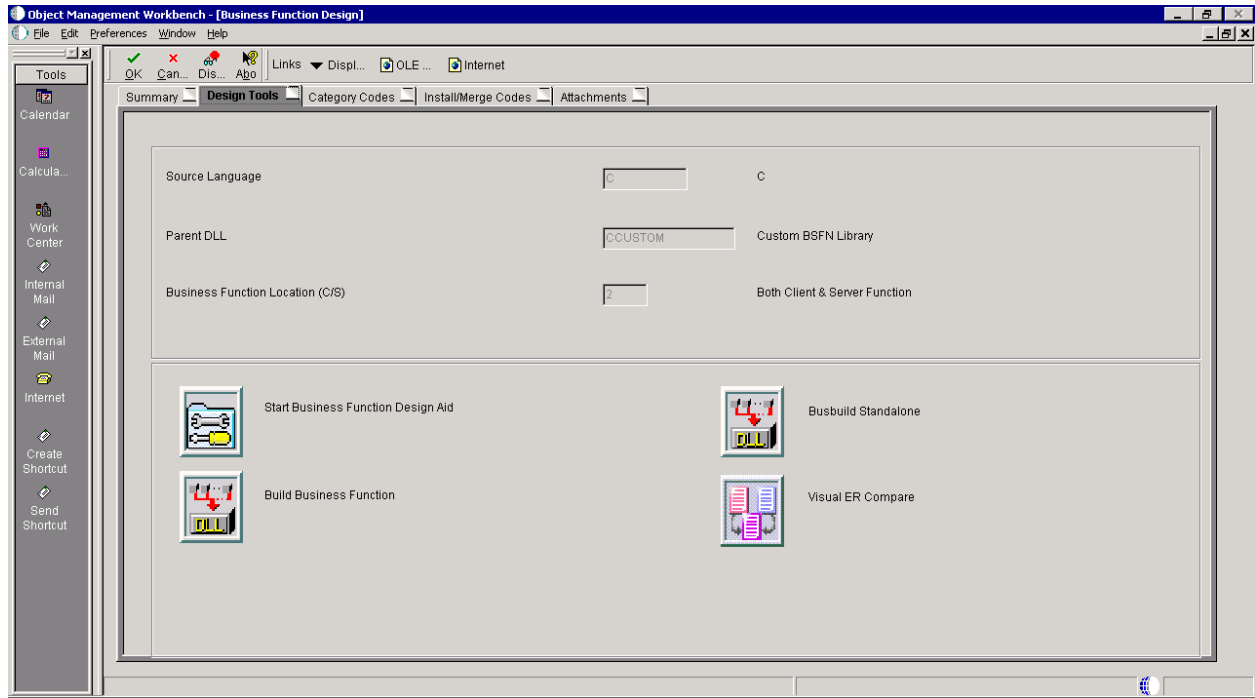 Object Management Workbench - [Business Function Design]
File Edit Preferences Window Help
Tools
Calendar
Calcula...
Work
Center
Internal
Mail
External
Mail
Internet
Create
Shortcut
Send
Shortcut
OK Can... Dis... Abo Links Displ... OLE ... Internet
Summary Design Tools Category Codes Install/Merge Codes Attachments
Source Language C C
Parent DLL CCUSTOM Custom BSFN Library
Business Function Location (C/S) 2 Both Client & Server Function
Start Business Function Design Aid
DLL Busbuild Standalone
DLL Build Business Function
Visual ER Compare